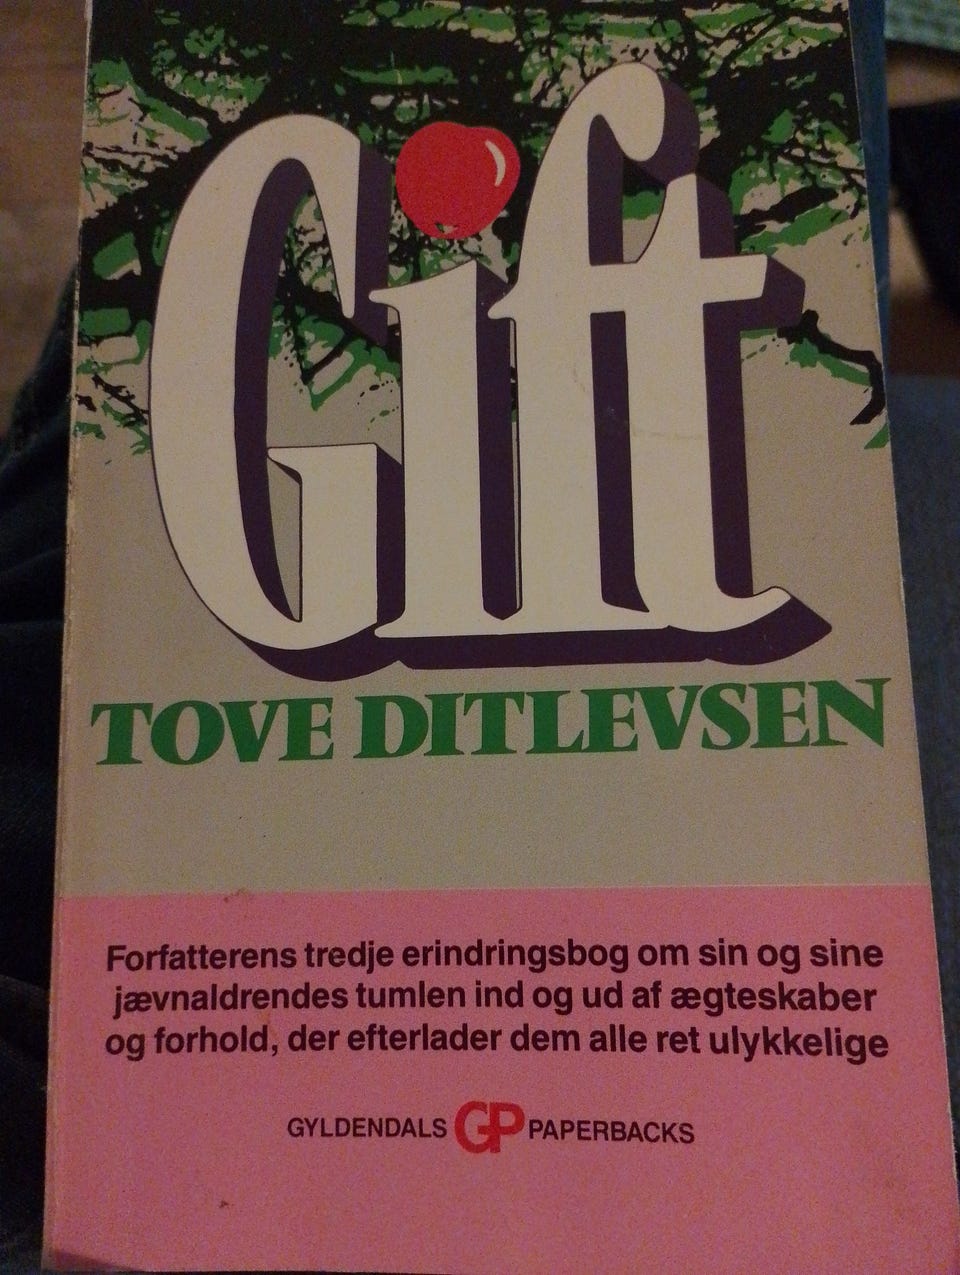 Gift
TOVE DITLEVSEN
Forfatterens tredje erindringsbog om sin og sine
jævnaldrendes tumlen ind og ud af ægteskaber
og forhold, der efterlader dem alle ret ulykkelige
GYLDENDALS GP PAPERBACKS